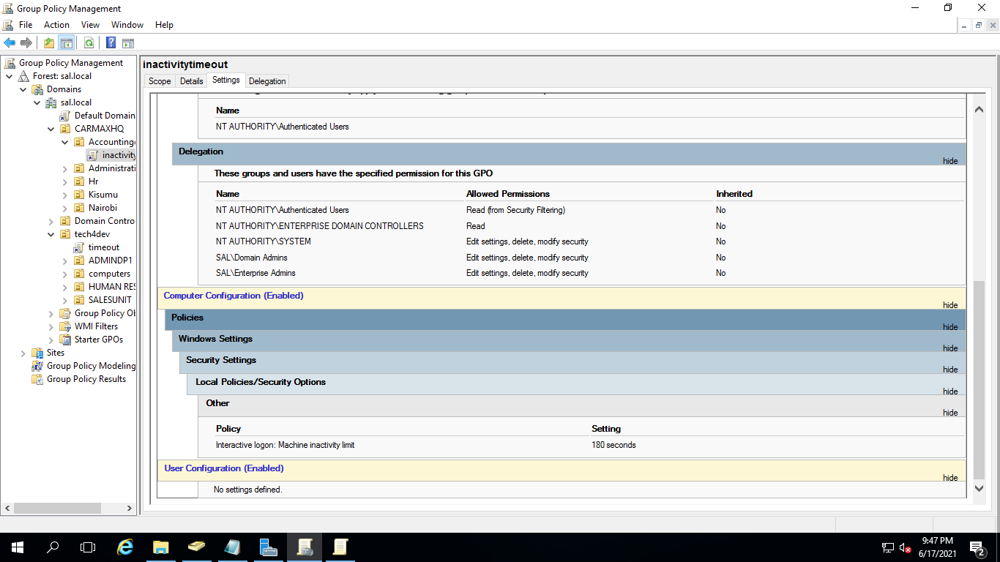 Group Policy Management
File Action View Window Help
Group Policy Management
Forest: sal.local
Domains
sal.local
Default Domain
CARMAXHQ
Accounting
inactivity
Administrati
Hr
Kisumu
Nairobi
Domain Contro
tech4dev
timeout
ADMINDP1
computers
HUMAN RES
SALESUNIT
Group Policy Ob
WMI Filters
Starter GPOs
Sites
Group Policy Modeling
Group Policy Results
inactivitytimeout
Scope Details Settings Delegation
Name
NT AUTHORITY\Authenticated Users
Delegation
hide
These groups and users have the specified permission for this GPO
Name Allowed Permissions Inherited
NT AUTHORITY\Authenticated Users Read (from Security Filtering) No
NT AUTHORITY\ENTERPRISE DOMAIN CONTROLLERS Read No
NT AUTHORITY\SYSTEM Edit settings, delete, modify security No
SAL\Domain Admins Edit settings, delete, modify security No
SAL\Enterprise Admins Edit settings, delete, modify security No
Computer Configuration (Enabled)
hide
Policies
hide
Windows Settings
hide
Security Settings
hide
Local Policies/Security Options
hide
Other
hide
Policy Setting
Interactive logon: Machine inactivity limit 180 seconds
User Configuration (Enabled)
hide
No settings defined.
9:47 PM
6/17/2021
2